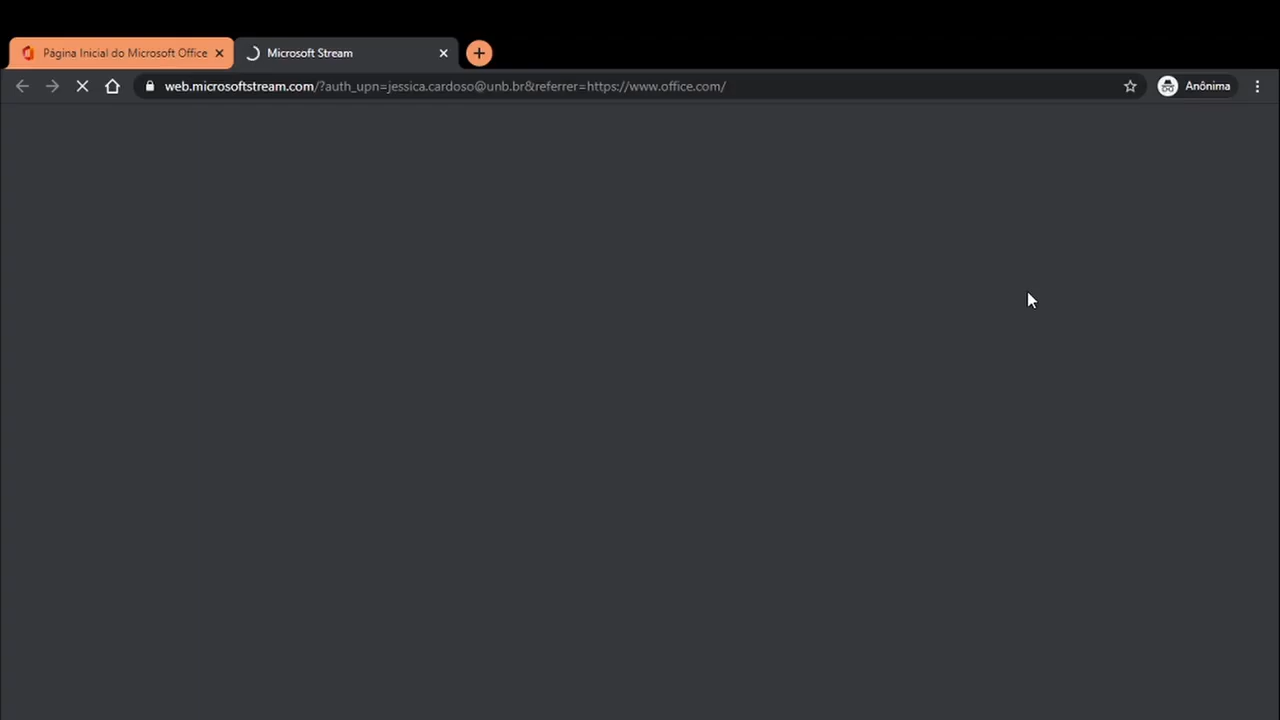 Página Inicial do Microsoft Office
Microsoft Stream
web.microsoftstream.com/?auth_upn=jessica.cardoso@unb.br&referrer=https://www.office.com/
Anônima